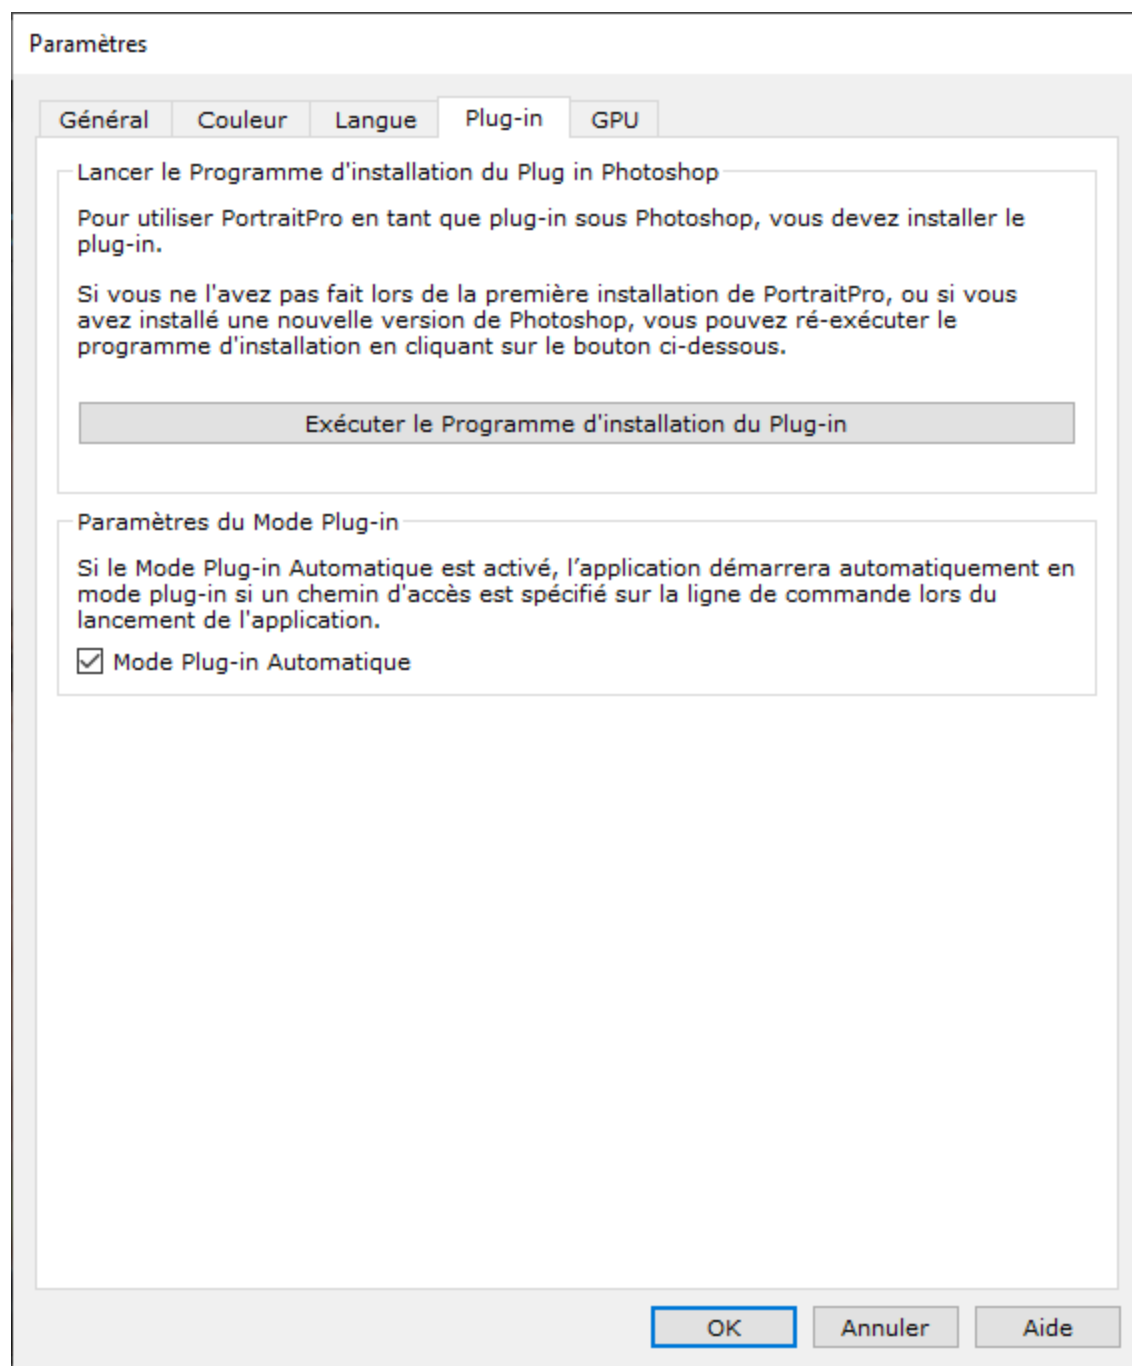 Paramètres
Général
Couleur
Langue
Plug-in
GPU
Lancer le Programme d'installation du Plug in Photoshop
Pour utiliser PortraitPro en tant que plug-in sous Photoshop, vous devez installer le
plug-in.
Si vous ne l'avez pas fait lors de la première installation de PortraitPro, ou si vous
avez installé une nouvelle version de Photoshop, vous pouvez ré-exécuter le
programme d'installation en cliquant sur le bouton ci-dessous.
Exécuter le Programme d'installation du Plug-in
Paramètres du Mode Plug-in
Si le Mode Plug-in Automatique est activé, l’application démarrera automatiquement en
mode plug-in si un chemin d'accès est spécifié sur la ligne de commande lors du
lancement de l'application.
Mode Plug-in Automatique
OK
Annuler
Aide